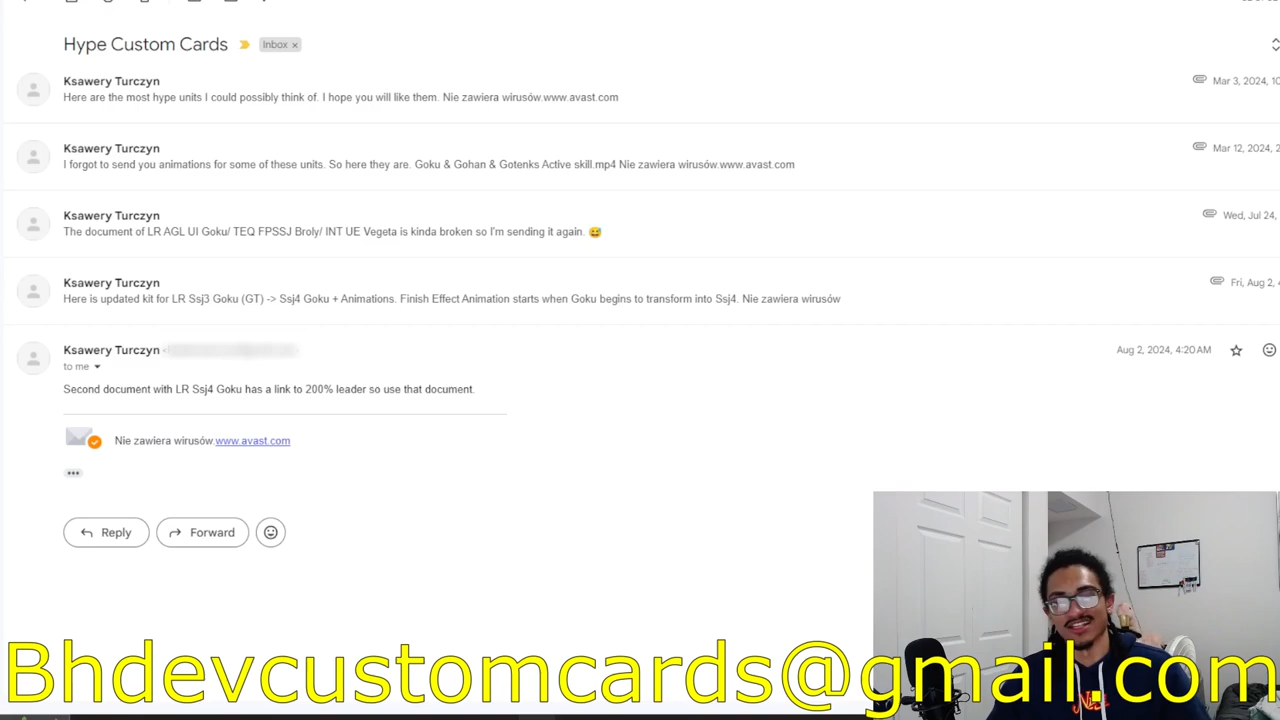 Hype Custom Cards
Inbox ×
Ksawery Turczyn
Mar 3, 2024,
Here are the most hype units I could possibly think of. I hope you will like them. Nie zawiera wirusów.www.avast.com
Ksawery Turczyn
Mar 12, 2024,
I forgot to send you animations for some of these units. So here they are. Goku & Gohan & Gotenks Active skill.mp4 Nie zawiera wirusów.www.avast.com
Ksawery Turczyn
Wed, Jul 24,
The document of LR AGL UI Goku/ TEQ FPSSJ Broly/ INT UE Vegeta is kinda broken so I'm sending it again. 😅
Ksawery Turczyn
Fri, Aug 2,
Here is updated kit for LR Ssj3 Goku (GT) -> Ssj4 Goku + Animations. Finish Effect Animation starts when Goku begins to transform into Ssj4. Nie zawiera wirusów
Ksawery Turczyn
Aug 2, 2024, 4:20 AM
to me
Second document with LR Ssj4 Goku has a link to 200% leader so use that document.
Nie zawiera wirusów.www.avast.com
Reply
Forward
Bhdevcustomcards@gmail.com